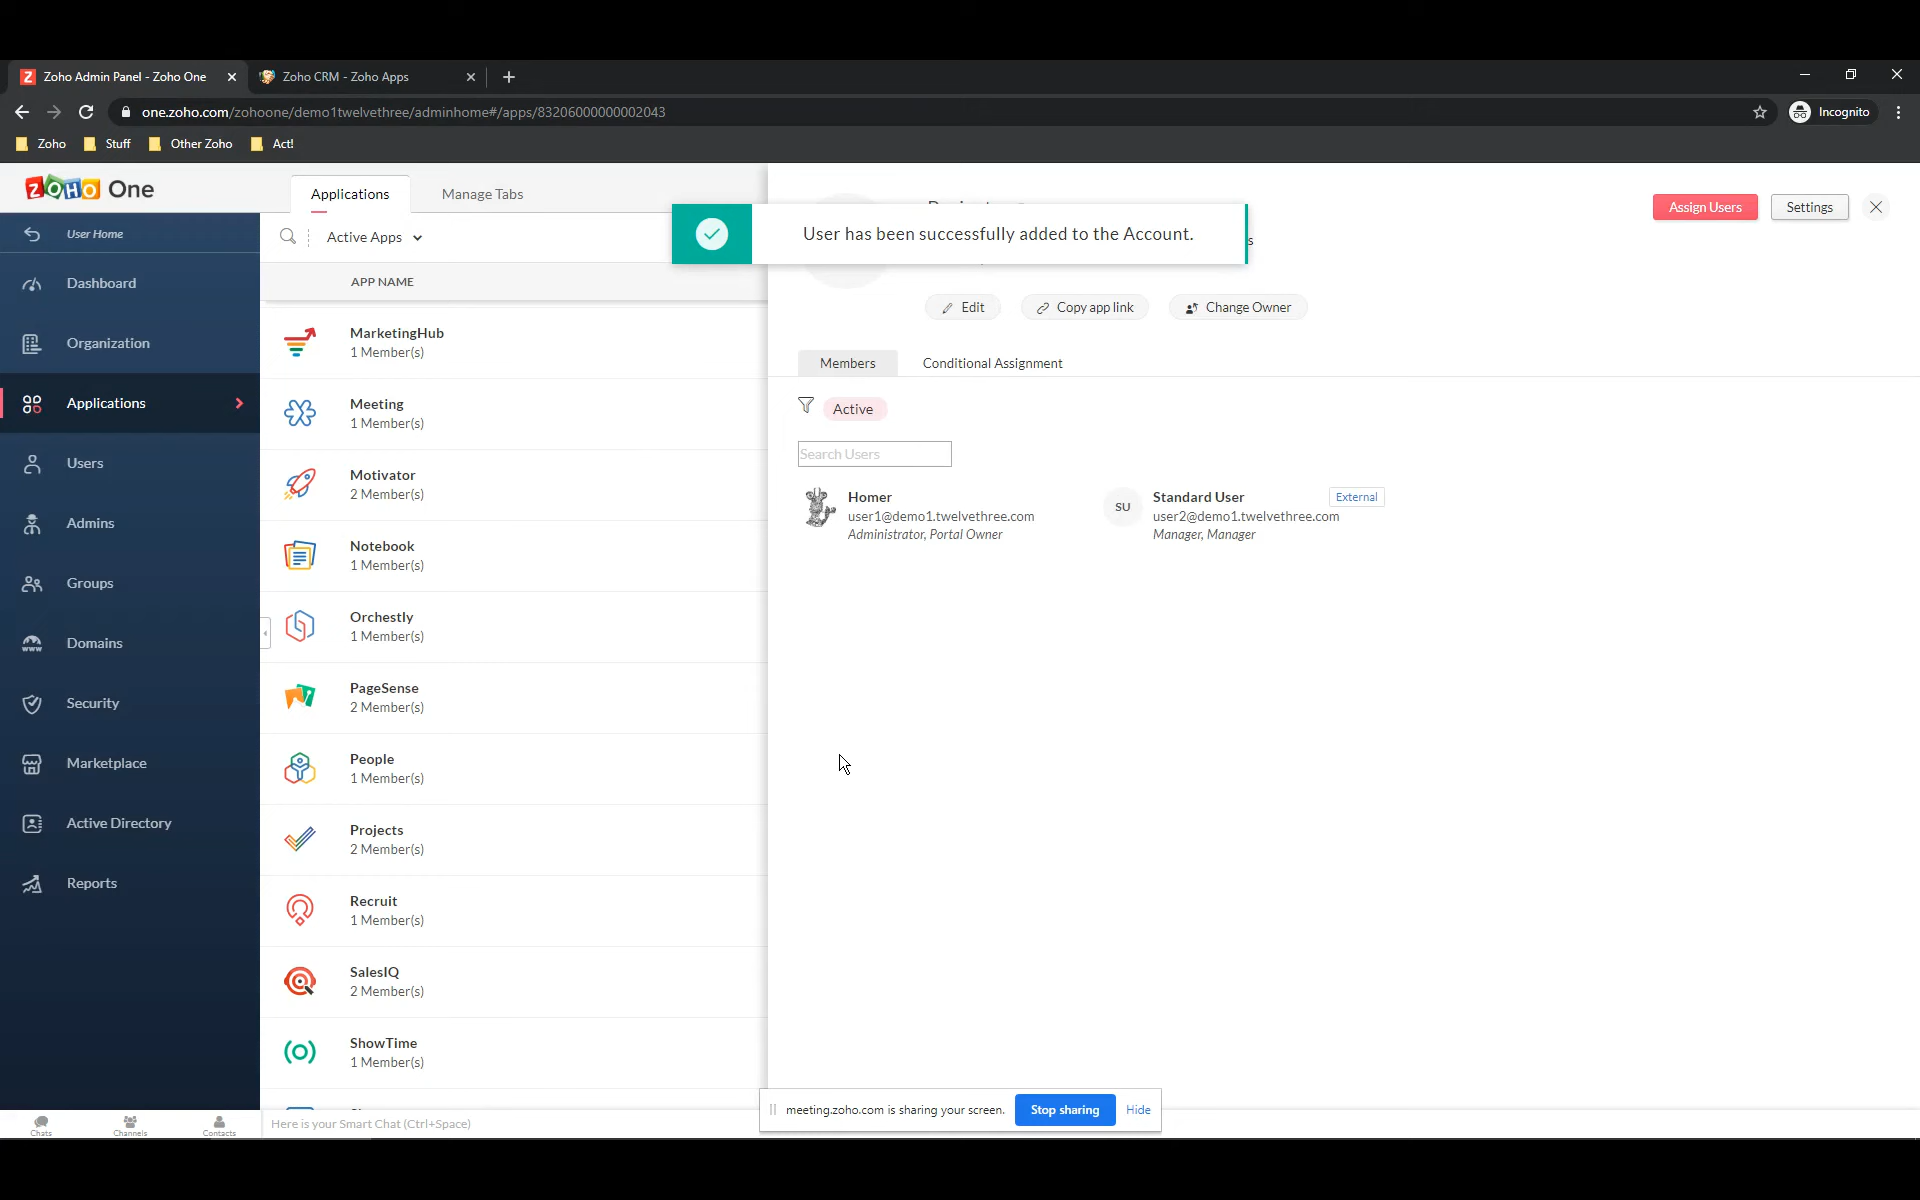 Zoho Admin Panel - Zoho One
Zoho CRM - Zoho Apps
one.zoho.com/zohoone/demo1twelvethree/adminhome#/apps/83206000000002043
Incognito
Zoho
Stuff
Other Zoho
Act!
ZOHO One
Applications
Manage Tabs
Assign Users
Settings
User Home
Active Apps
User has been successfully added to the Account.
s
APP NAME
Dashboard
Organization
Applications
Users
Admins
Groups
Domains
Security
Marketplace
Active Directory
Reports
MarketingHub
1 Member(s)
Meeting
1 Member(s)
Motivator
2 Member(s)
Notebook
1 Member(s)
Orchestly
1 Member(s)
PageSense
2 Member(s)
People
1 Member(s)
Projects
2 Member(s)
Recruit
1 Member(s)
SalesIQ
2 Member(s)
ShowTime
1 Member(s)
Edit
Copy app link
Change Owner
Members
Conditional Assignment
Active
Search Users
Homer
user1@demo1.twelvethree.com
Administrator, Portal Owner
SU
Standard User
External
user2@demo1.twelvethree.com
Manager, Manager
meeting.zoho.com is sharing your screen.
Stop sharing
Hide
Chats
Channels
Contacts
Here is your Smart Chat (Ctrl+Space)